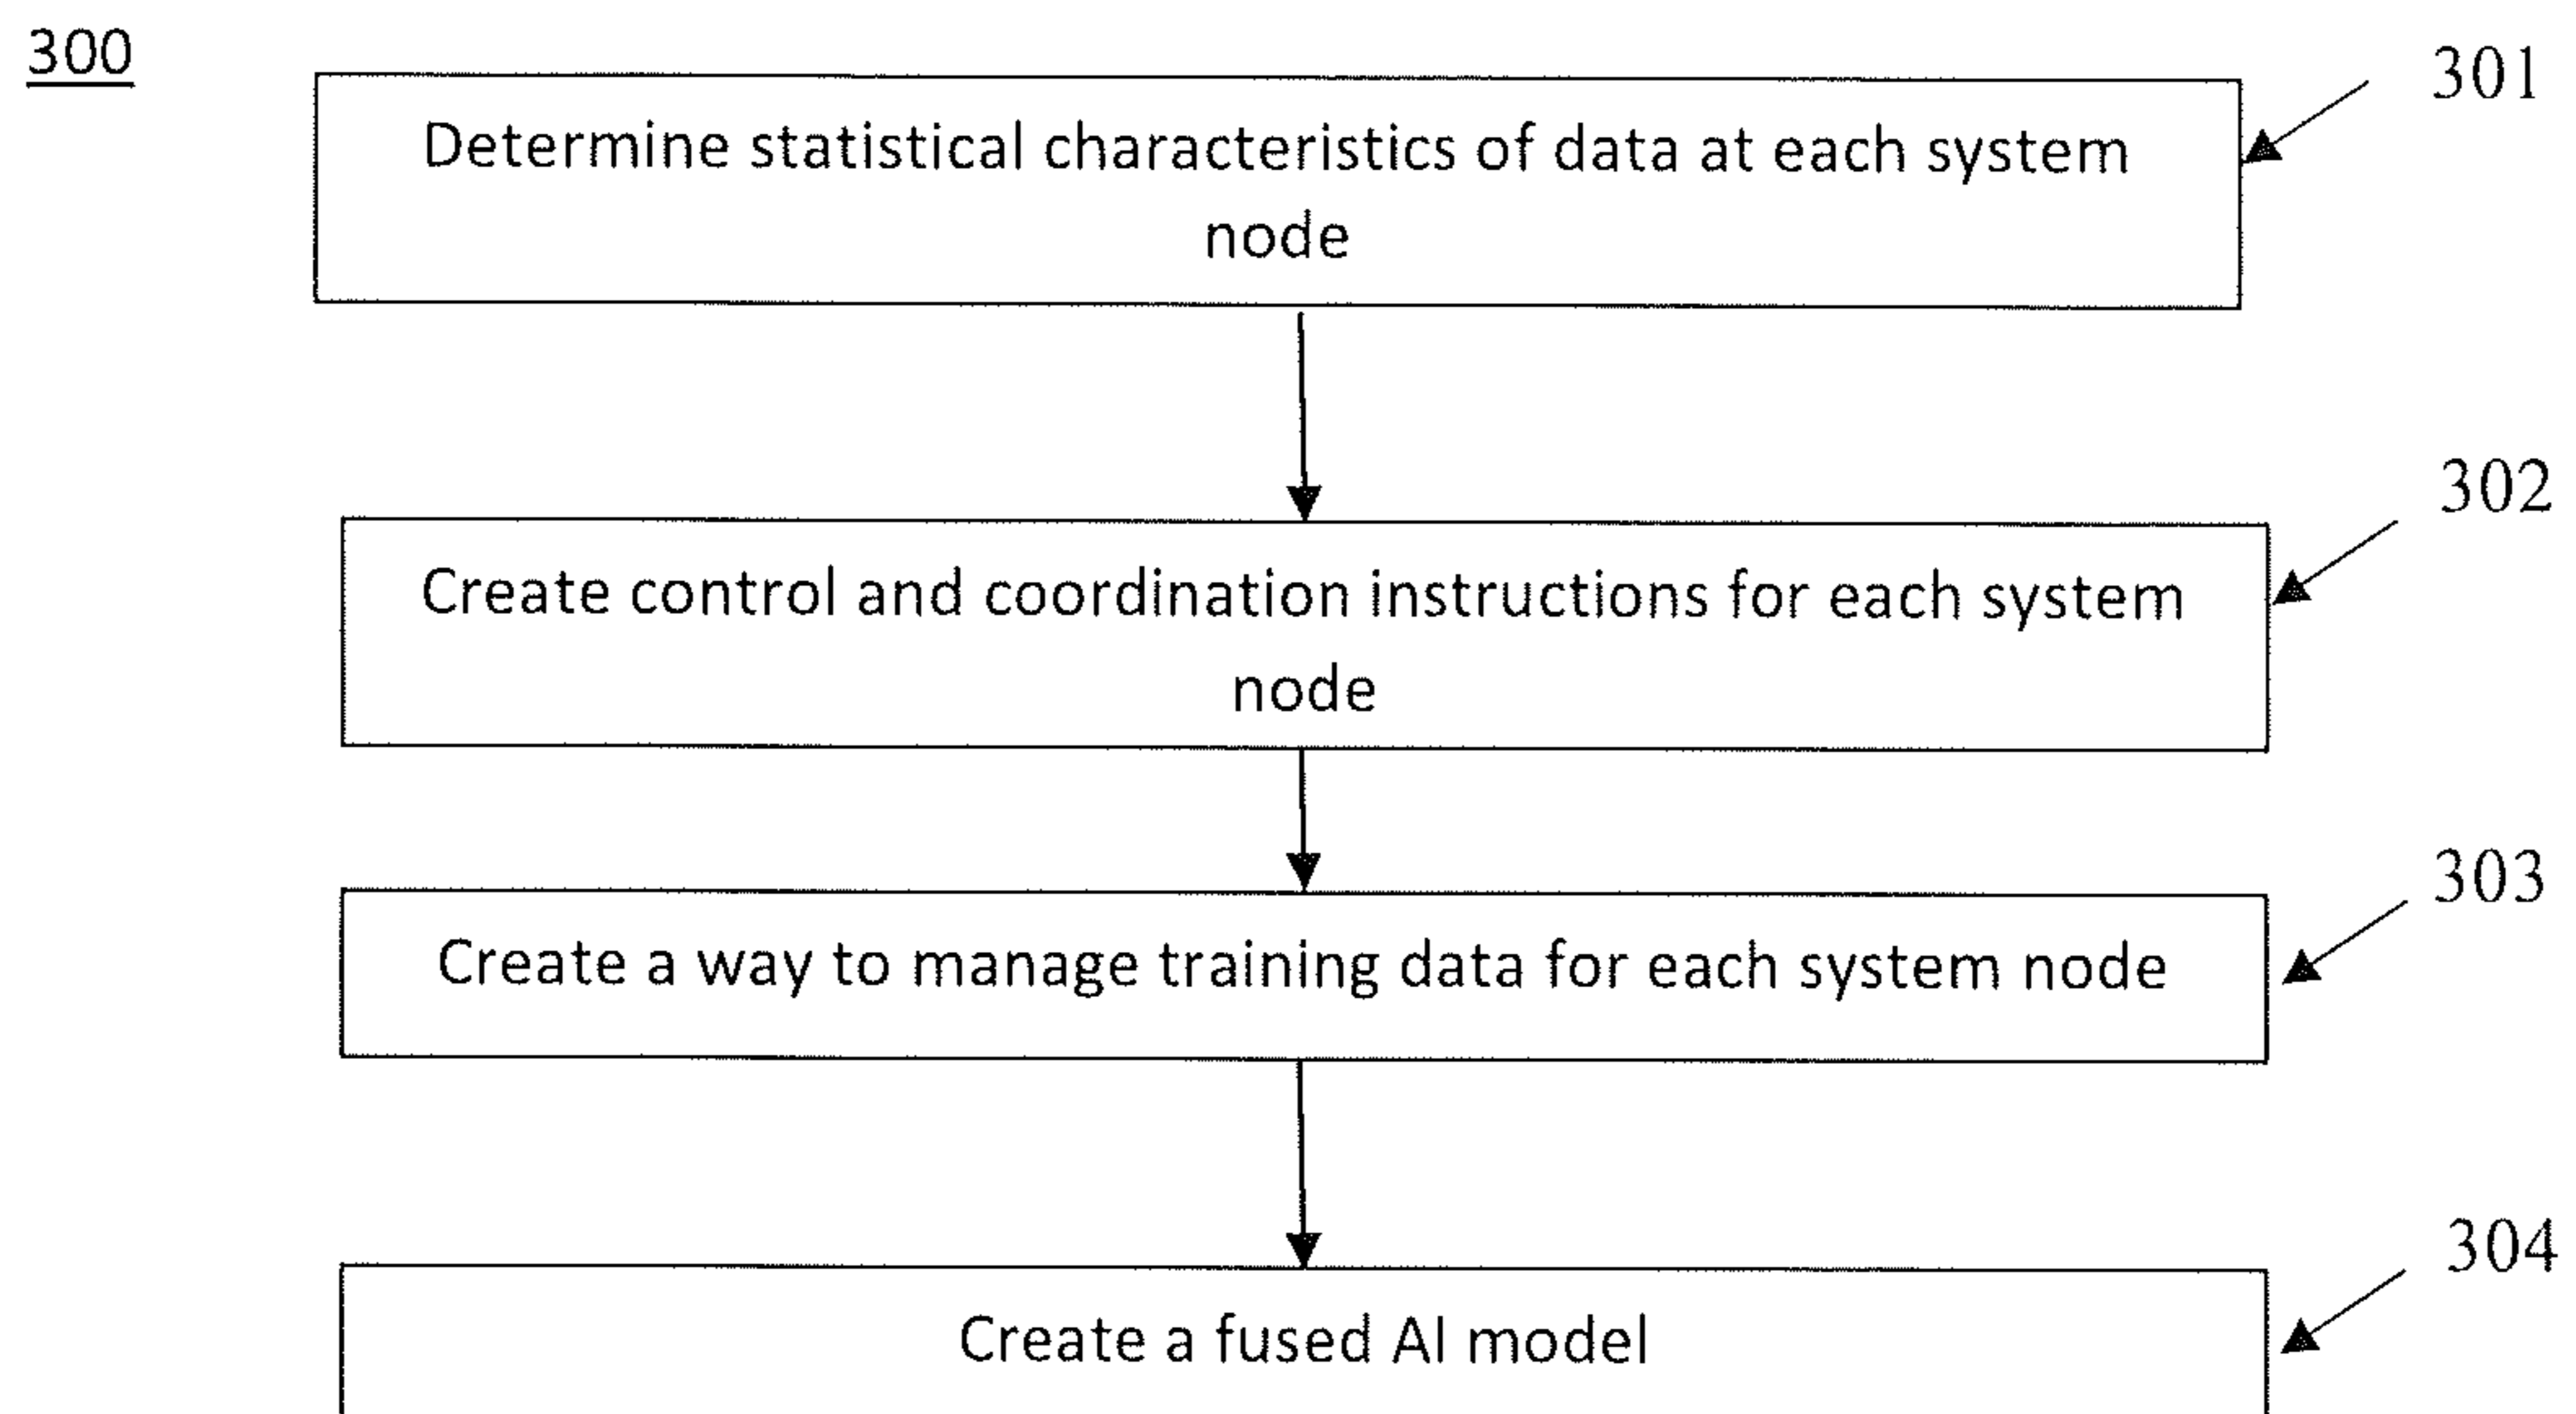 300
301
Determine statistical characteristics of data at each system
node
302
Create control and coordination instructions for each system
node
303
Create a way to manage training data for each system node
304
Create a fused AI model